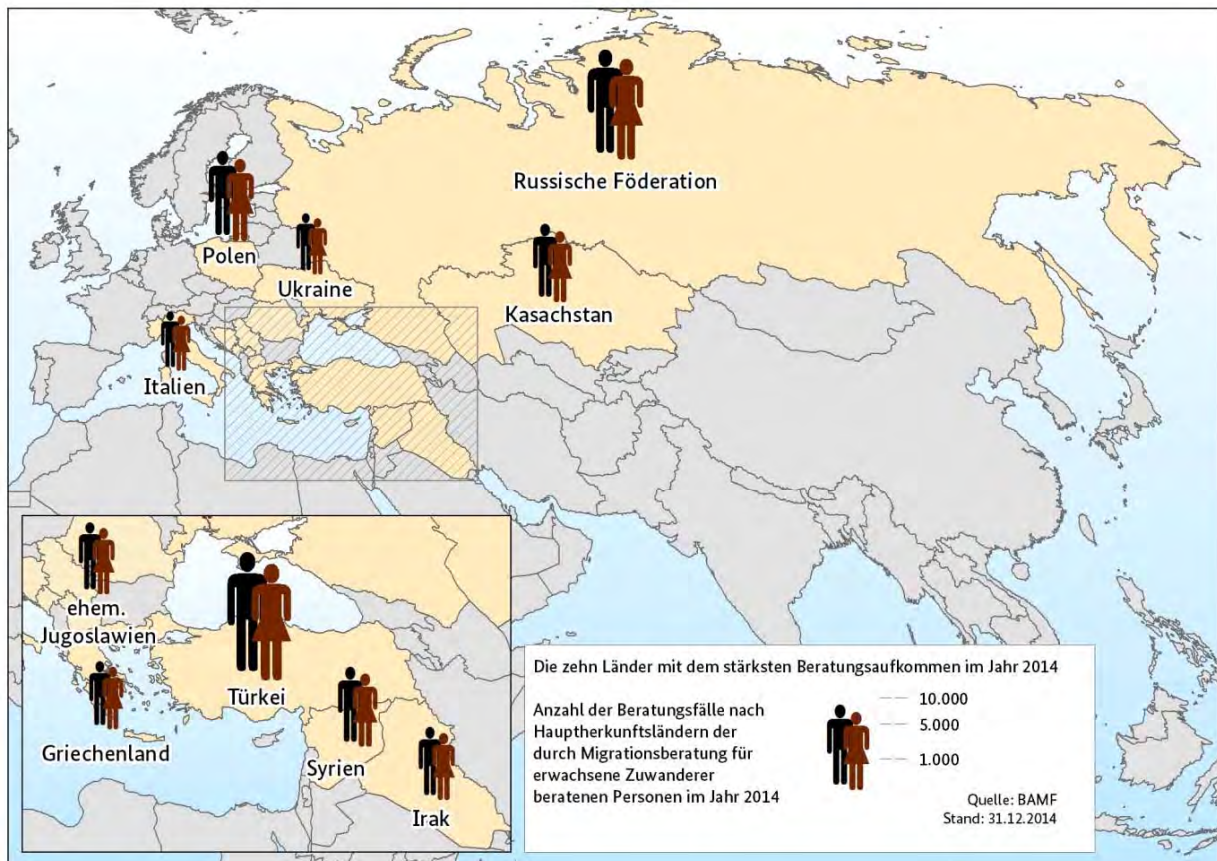 Russische Föderation
Polen
Ukraine
Kasachstan
Italien
ehem.
Jugoslawien
Türkei
Griechenland
Syrien
Irak
Die zehn Länder mit dem stärksten Beratungsaufkommen im Jahr 2014
Anzahl der Beratungsfälle nach
Hauptherkunftsländern der
durch Migrationsberatung für
erwachsene Zuwanderer
beratenen Personen im Jahr 2014
10.000
5.000
1.000
Quelle: BAMF
Stand: 31.12.2014